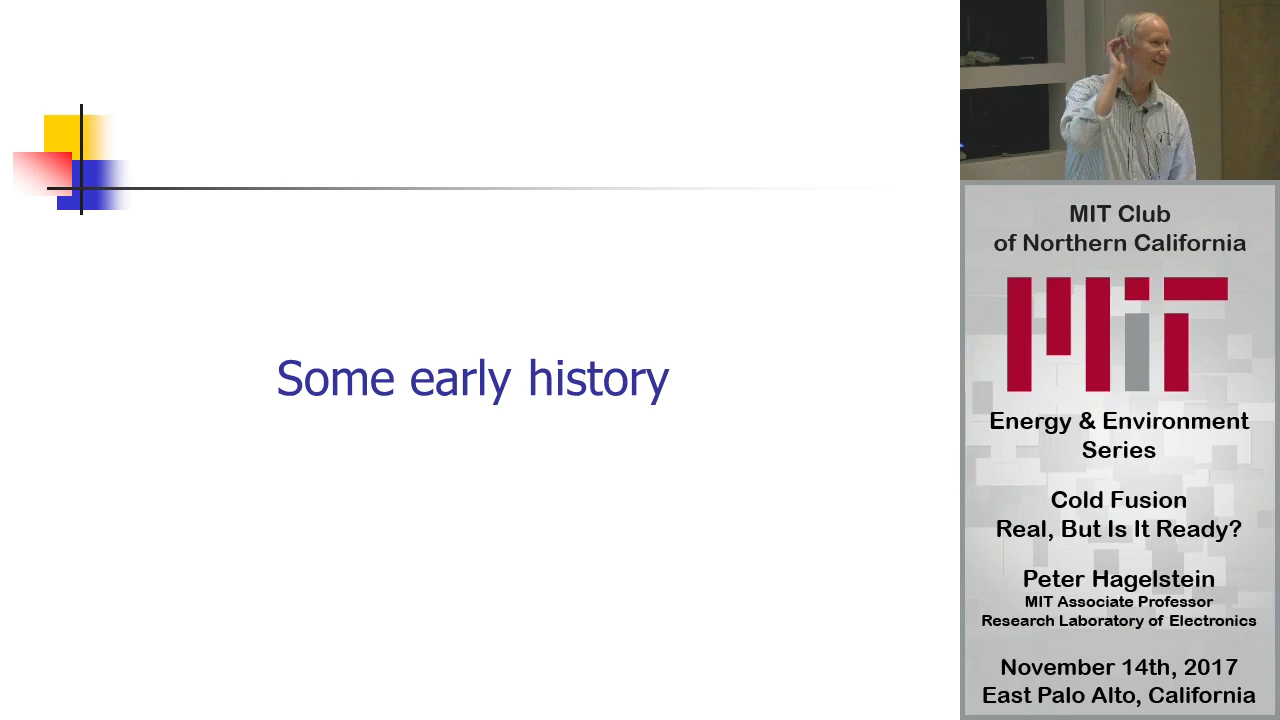 Some early history
MIT Club
of Northern California
MIT
Energy & Environment
Series
Cold Fusion
Real, But Is It Ready?
Peter Hagelstein
MIT Associate Professor
Research Laboratory of Electronics
November 14th, 2017
East Palo Alto, California